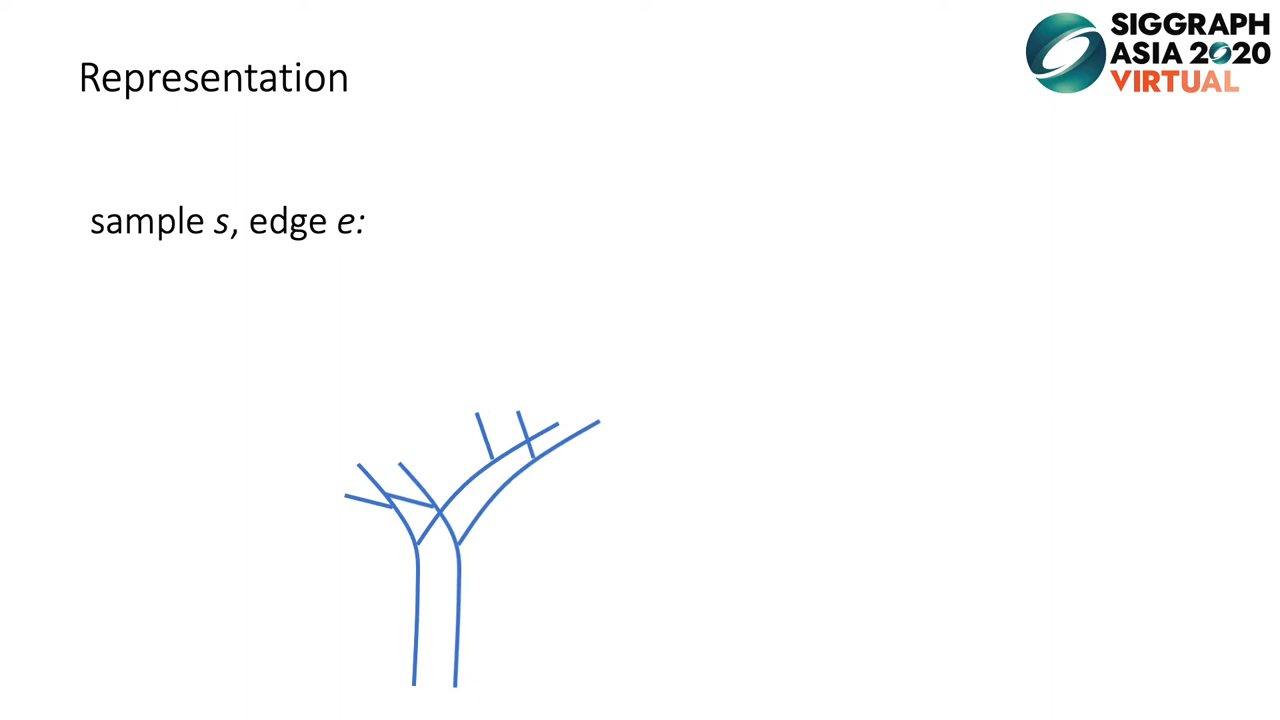 SIGGRAPH
ASIA 2020
VIRTUAL
Representation
sample s, edge e: